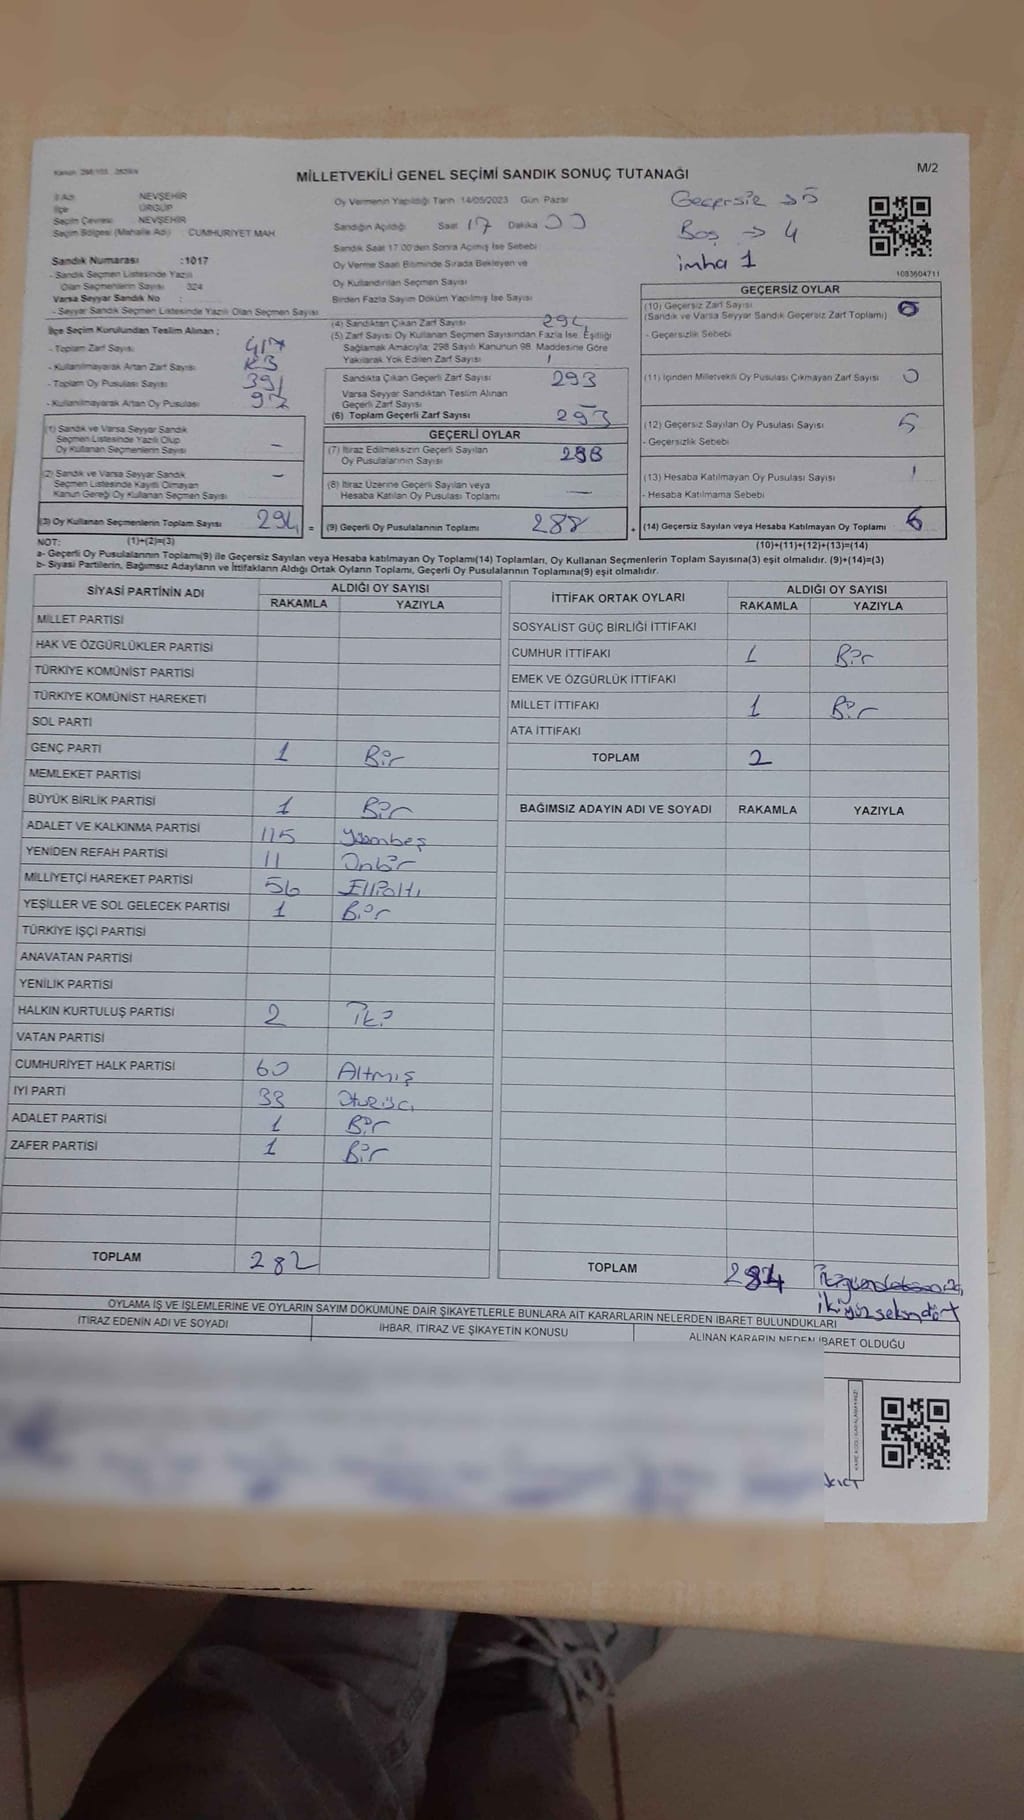 Kanun 298/105
M/2
MİLLETVEKİLİ GENEL SEÇİMİ SANDIK SONUÇ TUTANAĞI
İl Adı NEVŞEHİR
İlçe ÜRGÜP
Seçim Çevresi NEVŞEHİR
Seçim Bölgesi (Mahalle Adı) CUMHURİYET MAH
Sandık Numarası :1017
- Sandık Seçmen Listesinde Yazılı
Olan Seçmenlerin Sayısı 324
Varsa Seyyar Sandık No :
- Seyyar Sandık Seçmen Listesinde Yazılı Olan Seçmen Sayısı
Oy Vermenin Yapıldığı Tarih 14/05/2023 Gün Pazar
Sandığın Açıldığı Saat 17 Dakika 00
Sandık Saat 17:00'den Sonra Açmış İse Sebebi
Oy Verme Saati Bitiminde Sırada Bekleyen ve
Oy Kullandırılan Seçmen Sayısı
Birden Fazla Sayım Döküm Yapılmış İse Sayısı
Geçersiz → 5
Boş → 4
imha 1
1083604711
İlçe Seçim Kurulundan Teslim Alınan ;
- Toplam Zarf Sayısı 417
- Kullanılmayarak Artan Zarf Sayısı
- Toplam Oy Pusulası Sayısı 391
- Kullanılmayarak Artan Oy Pusulası 97
(1) Sandık ve Varsa Seyyar Sandık
Seçmen Listesinde Yazılı Olup
Oy Kullanan Seçmenlerin Sayısı -
(2) Sandık ve Varsa Seyyar Sandık
Seçmen Listesinde Kayıtlı Olmayan
Kanun Gereği Oy Kullanan Seçmen Sayısı -
(3) Oy Kullanan Seçmenlerin Toplam Sayısı 294 =
(4) Sandıktan Çıkan Zarf Sayısı 294
(5) Zarf Sayısı Oy Kullanan Seçmen Sayısından Fazla İse, Eşitliği
Sağlamak Amacıyla; 298 Sayılı Kanunun 98. Maddesine Göre
Yakılarak Yok Edilen Zarf Sayısı 1
Sandıkta Çıkan Geçerli Zarf Sayısı 293
Varsa Seyyar Sandıktan Teslim Alınan
Geçerli Zarf Sayısı -
(6) Toplam Geçerli Zarf Sayısı 293
GEÇERLİ OYLAR
(7) İtiraz Edilmeksizin Geçerli Sayılan
Oy Pusulalarının Sayısı 288
(8) İtiraz Üzerine Geçerli Sayılan veya
Hesaba Katılan Oy Pusulası Toplamı -
(9) Geçerli Oy Pusulalarının Toplamı 288 +
GEÇERSİZ OYLAR
(10) Geçersiz Zarf Sayısı 0
(Sandık ve Varsa Seyyar Sandık Geçersiz Zarf Toplamı)
- Geçersizlik Sebebi
(11) İçinden Milletvekili Oy Pusulası Çıkmayan Zarf Sayısı 0
(12) Geçersiz Sayılan Oy Pusulası Sayısı 5
- Geçersizlik Sebebi
(13) Hesaba Katılmayan Oy Pusulası Sayısı 1
- Hesaba Katılmama Sebebi
(14) Geçersiz Sayılan veya Hesaba Katılmayan Oy Toplamı 6
NOT: (1)+(2)=(3) (10)+(11)+(12)+(13)=(14)
a- Geçerli Oy Pusulalarının Toplamı(9) ile Geçersiz Sayılan veya Hesaba katılmayan Oy Toplamı(14) Toplamları, Oy Kullanan Seçmenlerin Toplam Sayısına(3) eşit olmalıdır. (9)+(14)=(3)
b- Siyasi Partilerin, Bağımsız Adayların ve İttifakların Aldığı Ortak Oyların Toplamı, Geçerli Oy Pusulalarının Toplamına(9) eşit olmalıdır.
SİYASİ PARTİNİN ADI ALDIĞI OY SAYISI
RAKAMLA YAZIYLA
MİLLET PARTİSİ
HAK VE ÖZGÜRLÜKLER PARTİSİ
TÜRKİYE KOMÜNİST PARTİSİ
TÜRKİYE KOMÜNİST HAREKETİ
SOL PARTİ
GENÇ PARTİ 1 Bir
MEMLEKET PARTİSİ
BÜYÜK BİRLİK PARTİSİ 1 Bir
ADALET VE KALKINMA PARTİSİ 115 Yüzonbeş
YENİDEN REFAH PARTİSİ 11 Onbir
MİLLİYETÇİ HAREKET PARTİSİ 56 Ellialtı
YEŞİLLER VE SOL GELECEK PARTİSİ 1 Bir
TÜRKİYE İŞÇİ PARTİSİ
ANAVATAN PARTİSİ
YENİLİK PARTİSİ
HALKIN KURTULUŞ PARTİSİ 2 İki
VATAN PARTİSİ
CUMHURİYET HALK PARTİSİ 60 Altmış
İYİ PARTİ 33 Otuzüç
ADALET PARTİSİ 1 Bir
ZAFER PARTİSİ 1 Bir
TOPLAM 282
İTTİFAK ORTAK OYLARI ALDIĞI OY SAYISI
RAKAMLA YAZIYLA
SOSYALİST GÜÇ BİRLİĞİ İTTİFAKI
CUMHUR İTTİFAKI 1 Bir
EMEK VE ÖZGÜRLÜK İTTİFAKI
MİLLET İTTİFAKI 1 Bir
ATA İTTİFAKI
TOPLAM 2
BAĞIMSIZ ADAYIN ADI VE SOYADI RAKAMLA YAZIYLA
TOPLAM 284
ikiyüzseksendört
OYLAMA İŞ VE İŞLEMLERİNE VE OYLARIN SAYIM DÖKÜMÜNE DAİR ŞİKAYETLERLE BUNLARA AİT KARARLARIN NELERDEN İBARET BULUNDUKLARI
İTİRAZ EDENİN ADI VE SOYADI İHBAR, İTİRAZ VE ŞİKAYETİN KONUSU ALINAN KARARIN NEDEN İBARET OLDUĞU